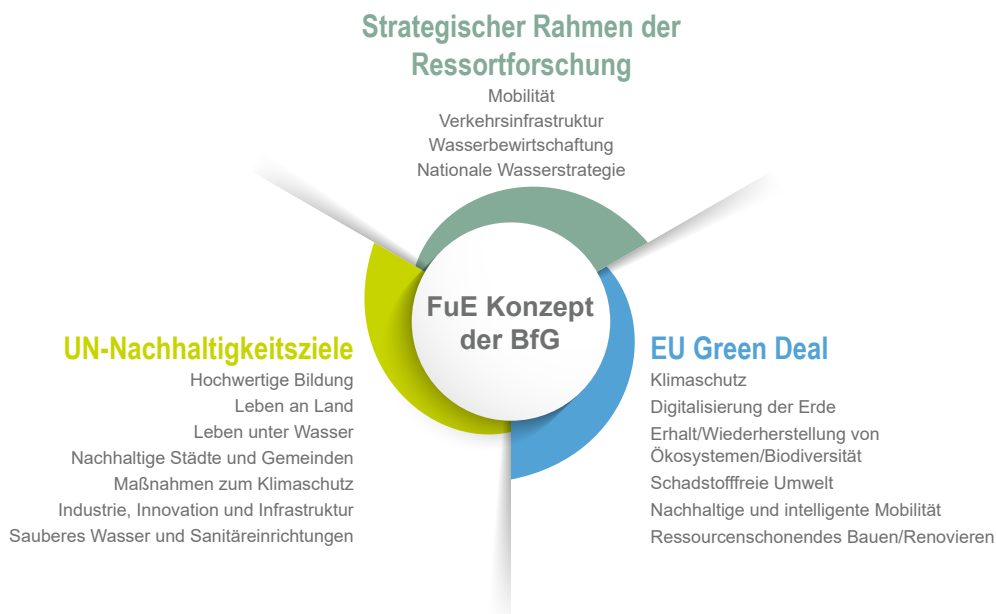 Strategischer Rahmen der
Ressortforschung
Mobilität
Verkehrsinfrastruktur
Wasserbewirtschaftung
Nationale Wasserstrategie
FuE Konzept
der BfG
UN-Nachhaltigkeitsziele
Hochwertige Bildung
Leben an Land
Leben unter Wasser
Nachhaltige Städte und Gemeinden
Maßnahmen zum Klimaschutz
Industrie, Innovation und Infrastruktur
Sauberes Wasser und Sanitäreinrichtungen
EU Green Deal
Klimaschutz
Digitalisierung der Erde
Erhalt/Wiederherstellung von
Ökosystemen/Biodiversität
Schadstofffreie Umwelt
Nachhaltige und intelligente Mobilität
Ressourcenschonendes Bauen/Renovieren